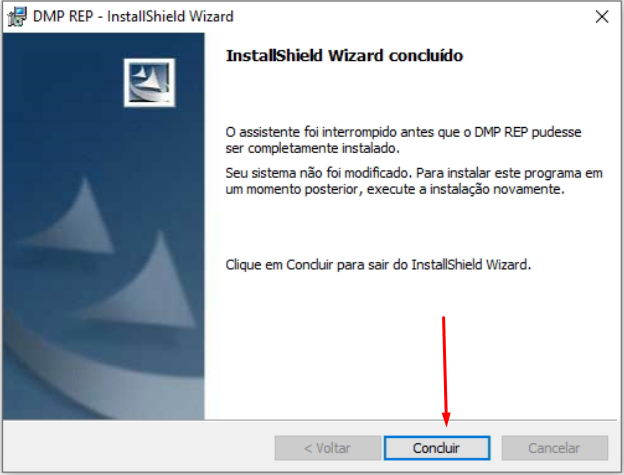 DMP REP - InstallShield Wizard
InstallShield Wizard concluído
O assistente foi interrompido antes que o DMP REP pudesse
ser completamente instalado.
Seu sistema não foi modificado. Para instalar este programa em
um momento posterior, execute a instalação novamente.
Clique em Concluir para sair do InstallShield Wizard.
< Voltar
Concluir
Cancelar